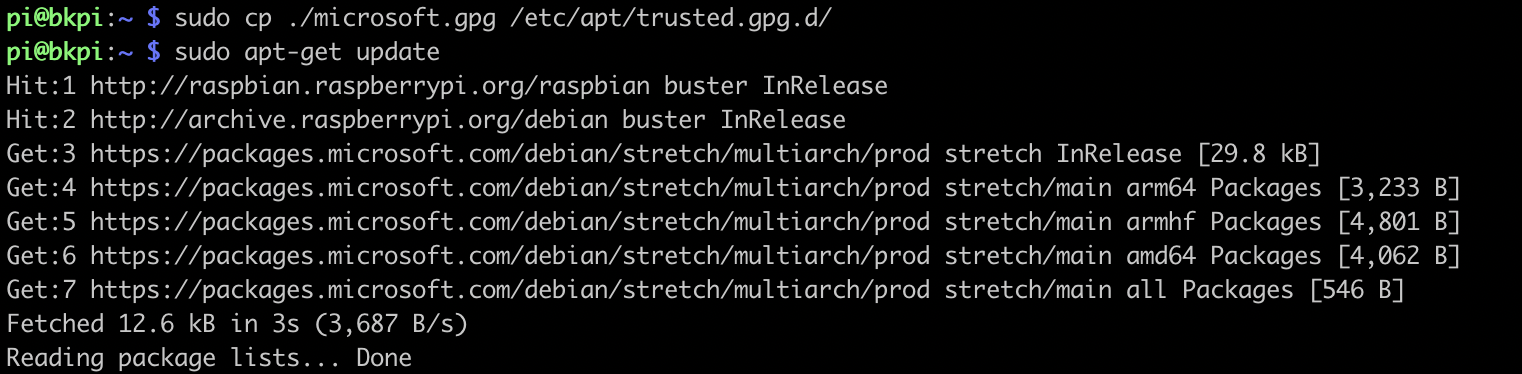 pi@bkpi:~ $ sudo cp ./microsoft.gpg /etc/apt/trusted.gpg.d/
pi@bkpi:~ $ sudo apt-get update
Hit:1 http://raspbian.raspberrypi.org/raspbian buster InRelease
Hit:2 http://archive.raspberrypi.org/debian buster InRelease
Get:3 https://packages.microsoft.com/debian/stretch/multiarch/prod stretch InRelease [29.8 kB]
Get:4 https://packages.microsoft.com/debian/stretch/multiarch/prod stretch/main arm64 Packages [3,233 B]
Get:5 https://packages.microsoft.com/debian/stretch/multiarch/prod stretch/main armhf Packages [4,801 B]
Get:6 https://packages.microsoft.com/debian/stretch/multiarch/prod stretch/main amd64 Packages [4,062 B]
Get:7 https://packages.microsoft.com/debian/stretch/multiarch/prod stretch/main all Packages [546 B]
Fetched 12.6 kB in 3s (3,687 B/s)
Reading package lists... Done